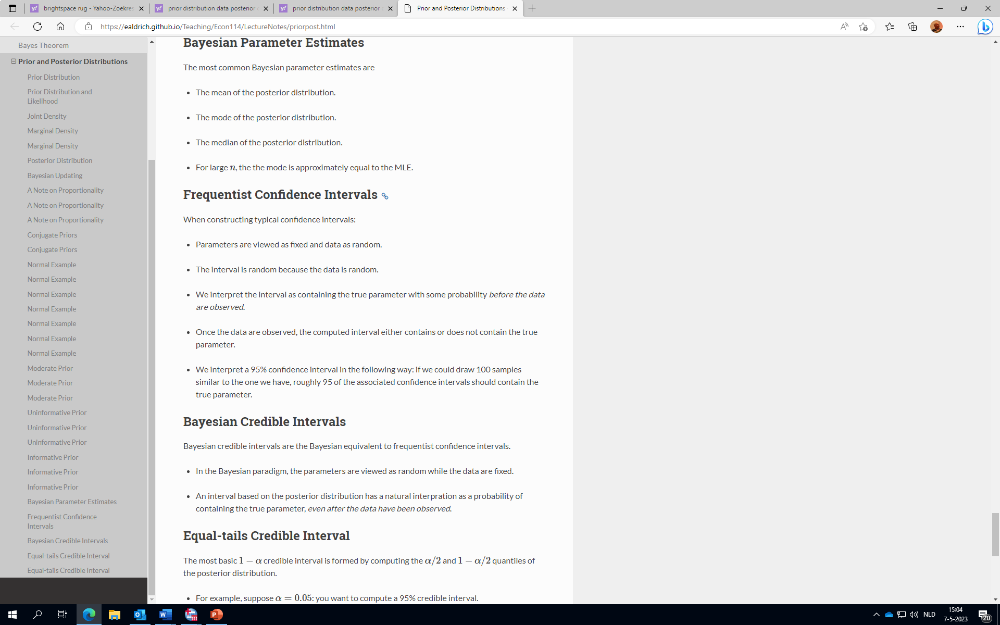 brightspace rug - Yahoo-Zoekres
prior distribution data posterior
prior distribution data posterior
Prior and Posterior Distributions
https://ealdrich.github.io/Teaching/Econ114/LectureNotes/priorpost.html
Bayes Theorem
Prior and Posterior Distributions
Prior Distribution
Prior Distribution and
Likelihood
Joint Density
Marginal Density
Marginal Density
Posterior Distribution
Bayesian Updating
A Note on Proportionality
A Note on Proportionality
A Note on Proportionality
Conjugate Priors
Conjugate Priors
Normal Example
Normal Example
Normal Example
Normal Example
Normal Example
Normal Example
Normal Example
Moderate Prior
Moderate Prior
Moderate Prior
Uninformative Prior
Uninformative Prior
Uninformative Prior
Informative Prior
Informative Prior
Informative Prior
Bayesian Parameter Estimates
Frequentist Confidence
Intervals
Bayesian Credible Intervals
Equal-tails Credible Interval
Equal-tails Credible Interval
Bayesian Parameter Estimates
The most common Bayesian parameter estimates are
• The mean of the posterior distribution.
• The mode of the posterior distribution.
• The median of the posterior distribution.
• For large n, the the mode is approximately equal to the MLE.
Frequentist Confidence Intervals
When constructing typical confidence intervals:
• Parameters are viewed as fixed and data as random.
• The interval is random because the data is random.
• We interpret the interval as containing the true parameter with some probability before the data
are observed.
• Once the data are observed, the computed interval either contains or does not contain the true
parameter.
• We interpret a 95% confidence interval in the following way: if we could draw 100 samples
similar to the one we have, roughly 95 of the associated confidence intervals should contain the
true parameter.
Bayesian Credible Intervals
Bayesian credible intervals are the Bayesian equivalent to frequentist confidence intervals.
• In the Bayesian paradigm, the parameters are viewed as random while the data are fixed.
• An interval based on the posterior distribution has a natural interpration as a probability of
containing the true parameter, even after the data have been observed.
Equal-tails Credible Interval
The most basic 1 − α credible interval is formed by computing the α/2 and 1 − α/2 quantiles of
the posterior distribution.
• For example, suppose α = 0.05: you want to compute a 95% credible interval.
NLD
15:04
7-5-2023
20